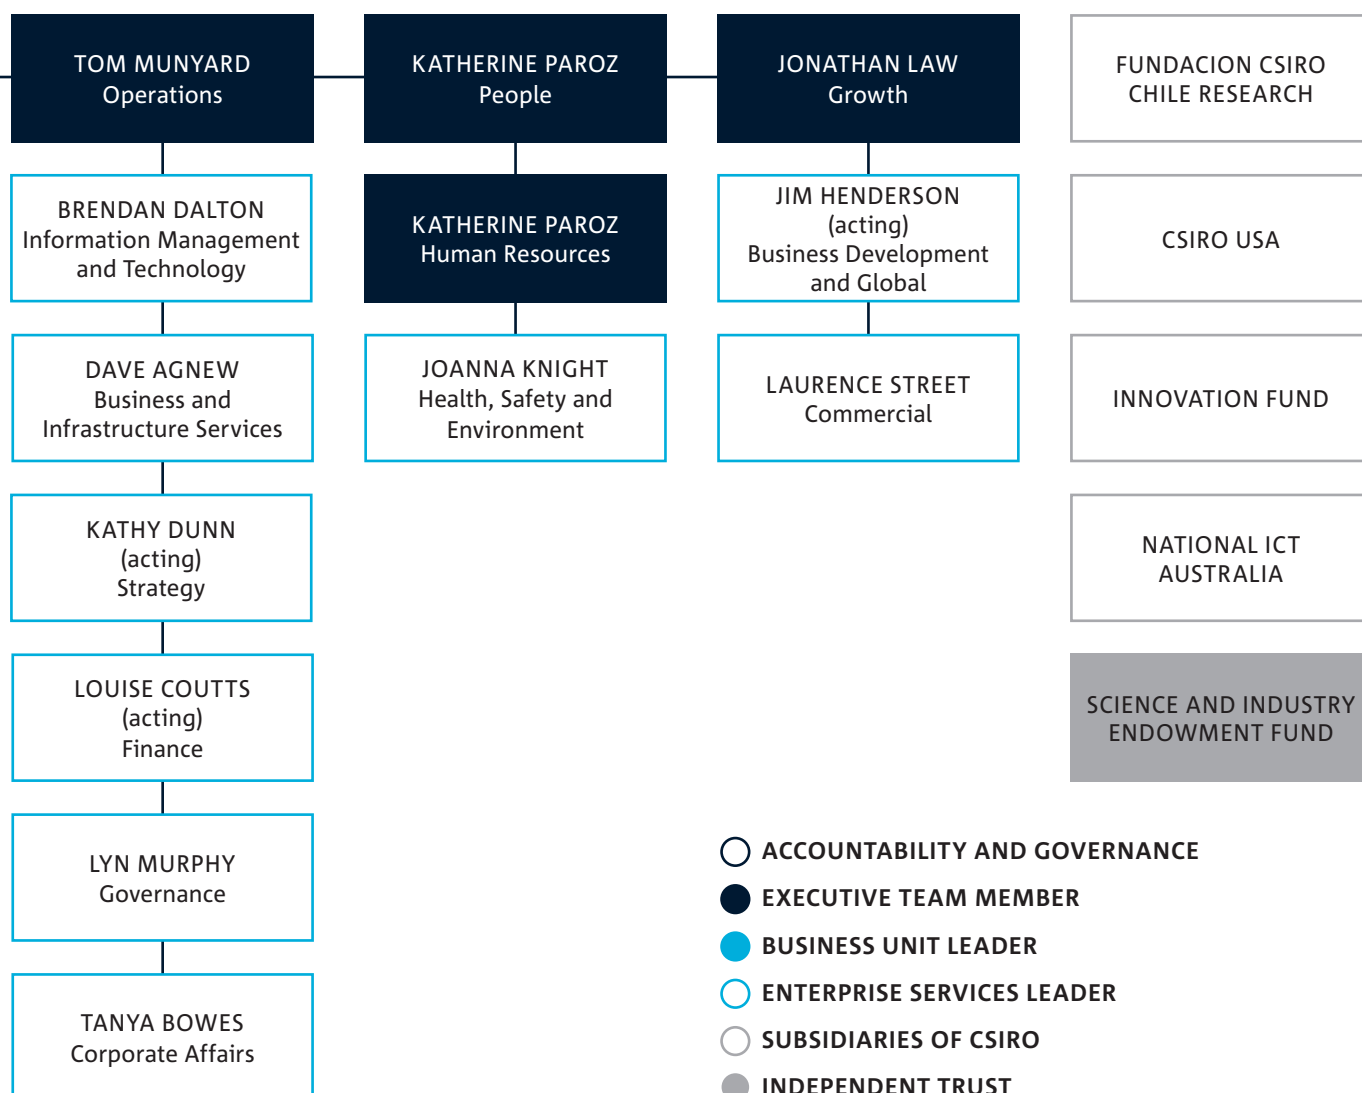 TOM MUNYARD
Operations
BRENDAN DALTON
Information Management
and Technology
DAVE AGNEW
Business and
Infrastructure Services
KATHY DUNN
(acting)
Strategy
LOUISE COUTTS
(acting)
Finance
LYN MURPHY
Governance
TANYA BOWES
Corporate Affairs
KATHERINE PAROZ
People
KATHERINE PAROZ
Human Resources
JOANNA KNIGHT
Health, Safety and
Environment
JONATHAN LAW
Growth
JIM HENDERSON
(acting)
Business Development
and Global
LAURENCE STREET
Commercial
FUNDACION CSIRO
CHILE RESEARCH
CSIRO USA
INNOVATION FUND
NATIONAL ICT
AUSTRALIA
SCIENCE AND INDUSTRY
ENDOWMENT FUND
ACCOUNTABILITY AND GOVERNANCE
EXECUTIVE TEAM MEMBER
BUSINESS UNIT LEADER
ENTERPRISE SERVICES LEADER
SUBSIDIARIES OF CSIRO
INDEPENDENT TRUST